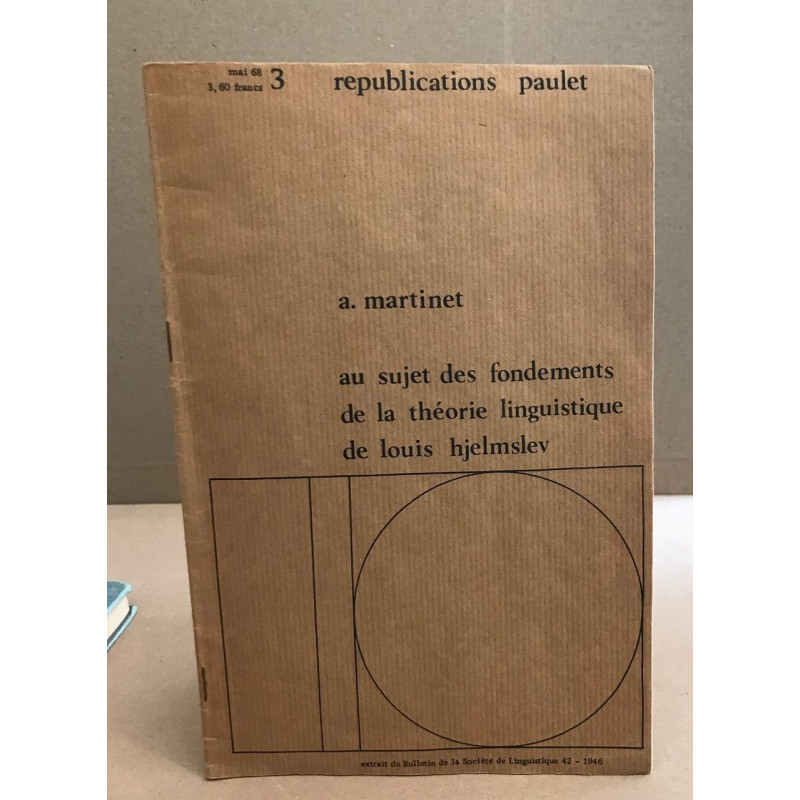 mai 68
3,60 francs 3
republications paulet
a. martinet
au sujet des fondements
de la théorie linguistique
de louis hjelmslev
extrait du Bulletin de la Société de Linguistique 42 - 1946